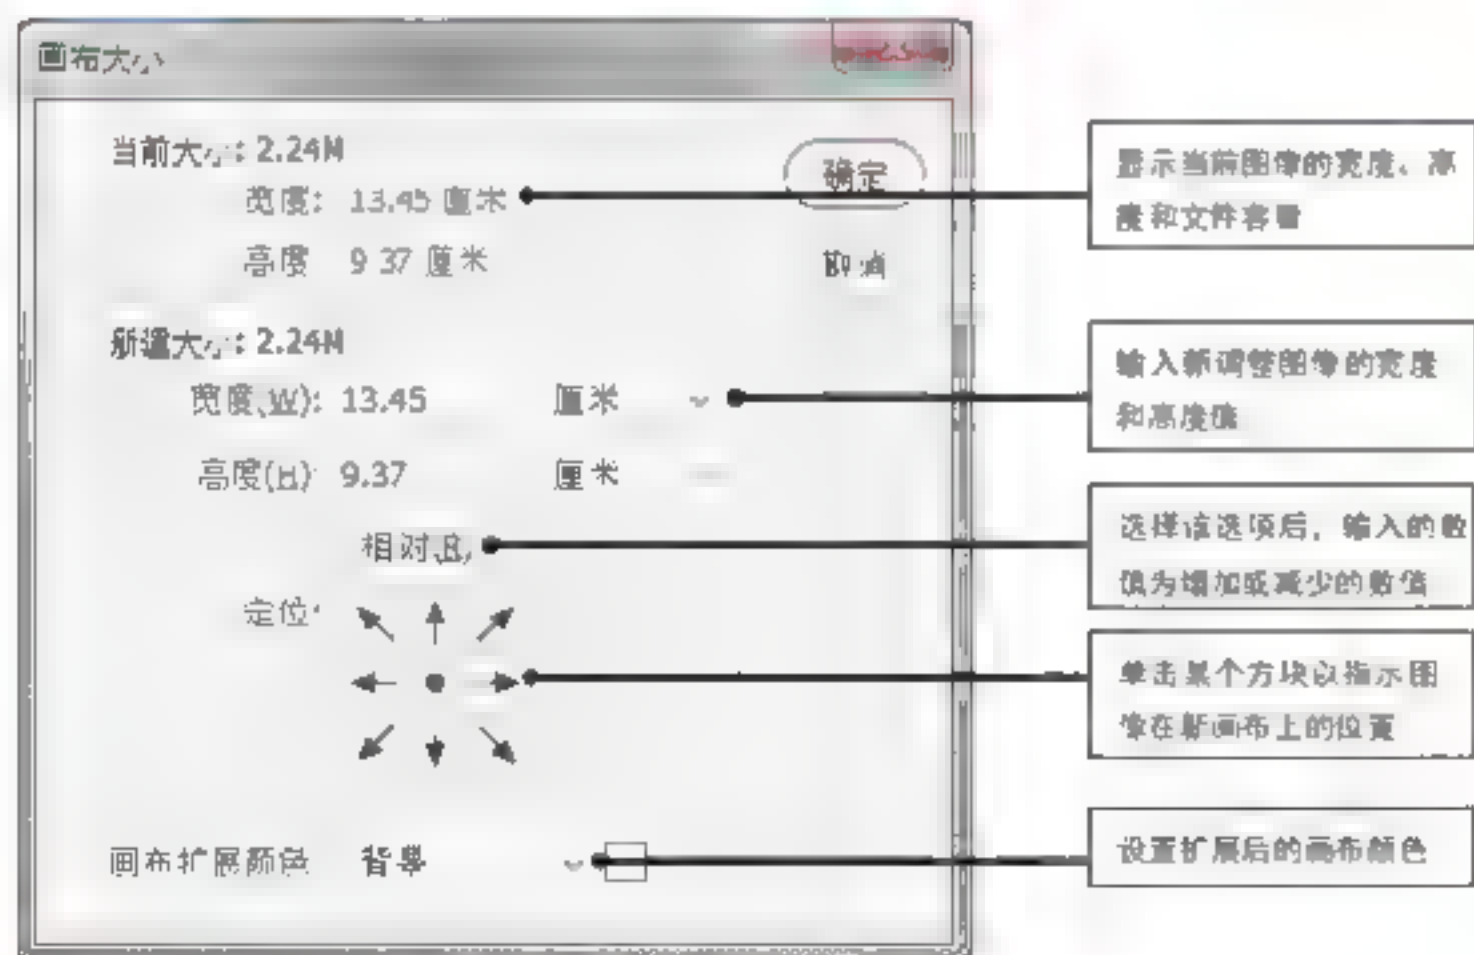 画布大小
当前大小: 2.24M
宽度: 13.45 厘米
高度 9.37 厘米
确定
取消
新建大小: 2.24M
宽度(W): 13.45 厘米
高度(H) 9.37 厘米
相对(R)
定位:
画布扩展颜色 背景
显示当前图像的宽度、高
度和文件容量
输入新调整图像的宽度
和高度值
选择该选项后，输入的数
值为增加或减少的数值
单击某个方块以指示图
像在新画布上的位置
设置扩展后的画布颜色